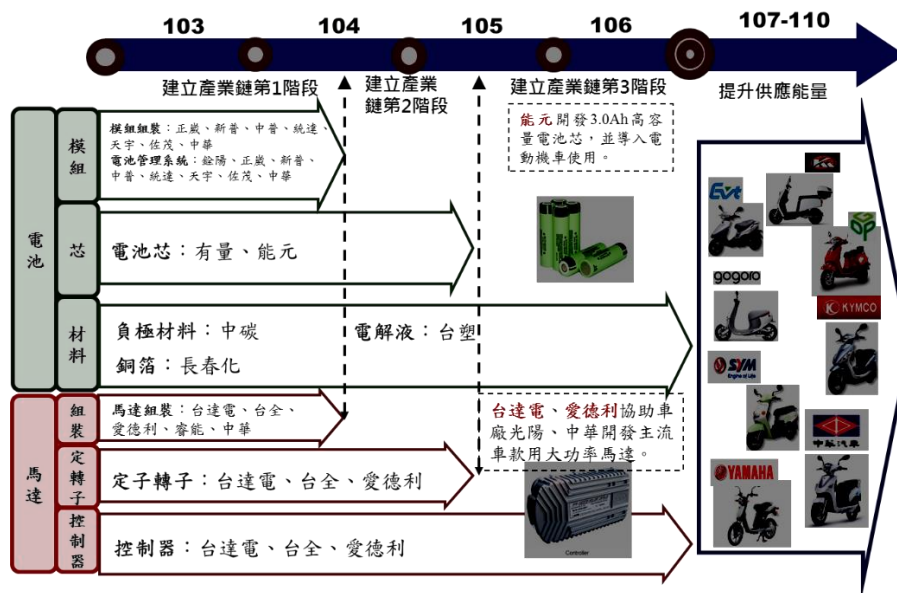 103
104
105
106
107-110
建立產業鏈第1階段
建立產業
鏈第2階段
建立產業鏈第3階段
提升供應能量
電池
模組
模組組裝：正崴、新普、中普、統達、
天宇、佐茂、中華
電池管理系統：銓陽、正崴、新普、
中普、統達、天宇、佐茂、中華
能元開發3.0Ah高容
量電池芯，並導入電
動機車使用。
芯
電池芯：有量、能元
材料
負極材料：中碳
電解液：台塑
銅箔：長春化
馬達
組裝
馬達組裝：台達電、台全、
愛德利、睿能、中華
台達電、愛德利協助車
廠光陽、中華開發主流
車款用大功率馬達。
定轉子
定子轉子：台達電、台全、愛德利
控制器
控制器：台達電、台全、愛德利
Controller
evt
gogoro
KYMCO
SYM
Engine of Life
中華汽車
YAMAHA